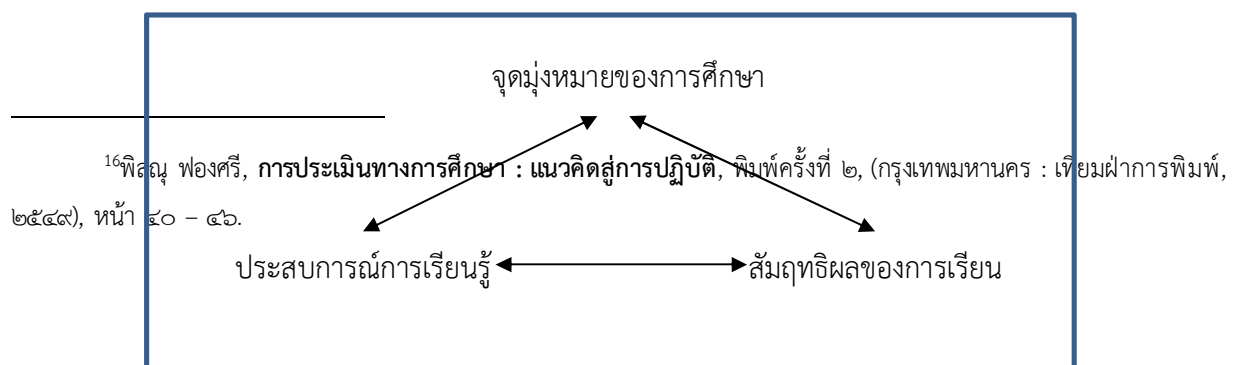 จุดมุ่งหมายของการศึกษา
16พิสณุ ฟองศรี, การประเมินทางการศึกษา : แนวคิดสู่การปฏิบัติ, พิมพ์ครั้งที่ ๒, (กรุงเทพมหานคร : เทียมฝ่าการพิมพ์,
๒๕๔๙), หน้า ๔๐ – ๔๖.
ประสบการณ์การเรียนรู้ สัมฤทธิผลของการเรียน